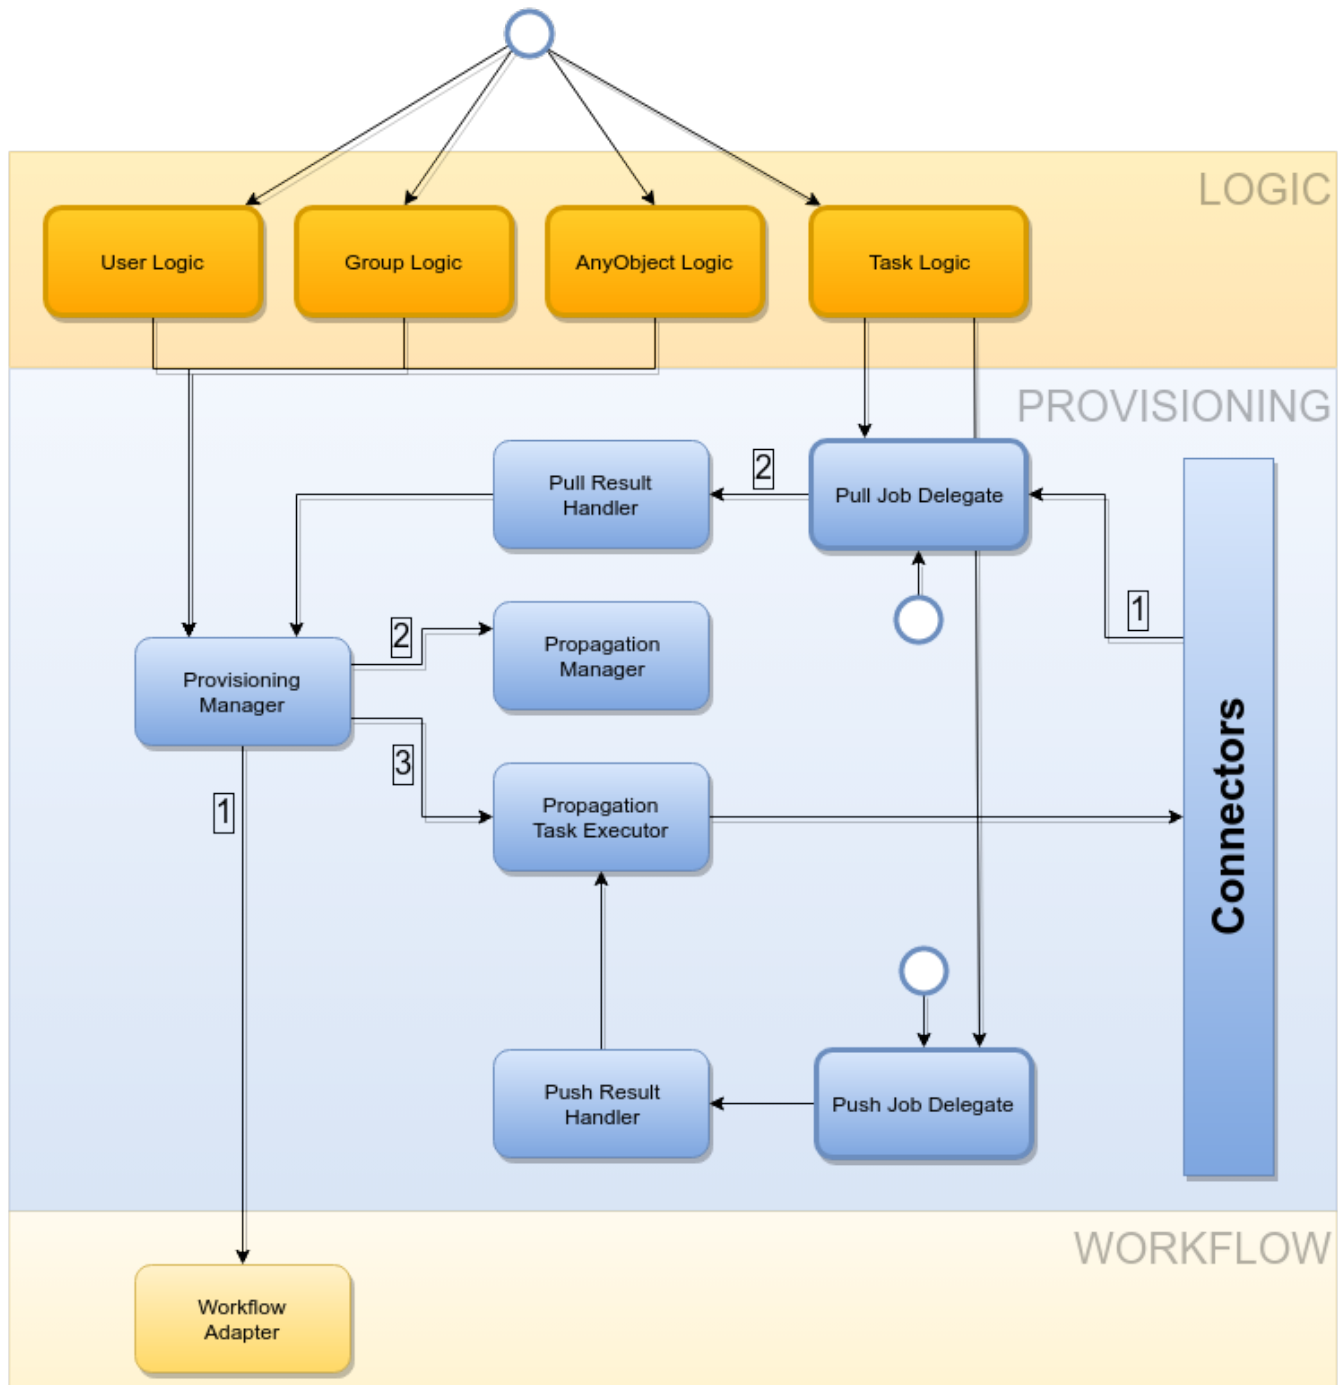 LOGIC
User Logic
Group Logic
AnyObject Logic
Task Logic
PROVISIONING
Pull Result
Handler
2
Pull Job Delegate
1
Provisioning
Manager
2
Propagation
Manager
3
1
Propagation
Task Executor
Connectors
Push Result
Handler
Push Job Delegate
WORKFLOW
Workflow
Adapter